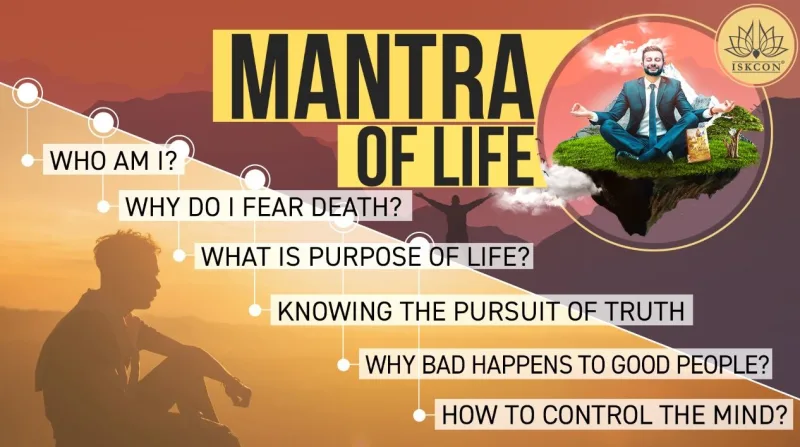 MANTRA
OF LIFE
ISKCON®
WHO AM I?
WHY DO I FEAR DEATH?
WHAT IS PURPOSE OF LIFE?
KNOWING THE PURSUIT OF TRUTH
WHY BAD HAPPENS TO GOOD PEOPLE?
HOW TO CONTROL THE MIND?